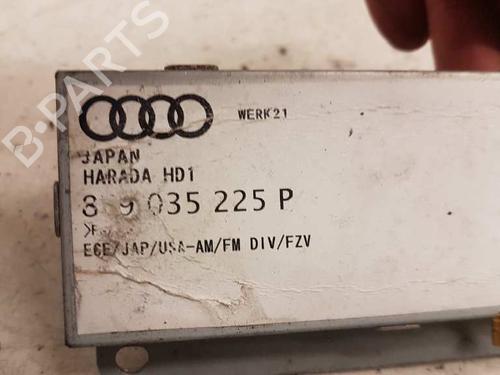 WERK21
JAPAN
HARADA HD1
035 225 P
ECE/JAP/USA-AM/FM DIV/FZV
B-PARTS